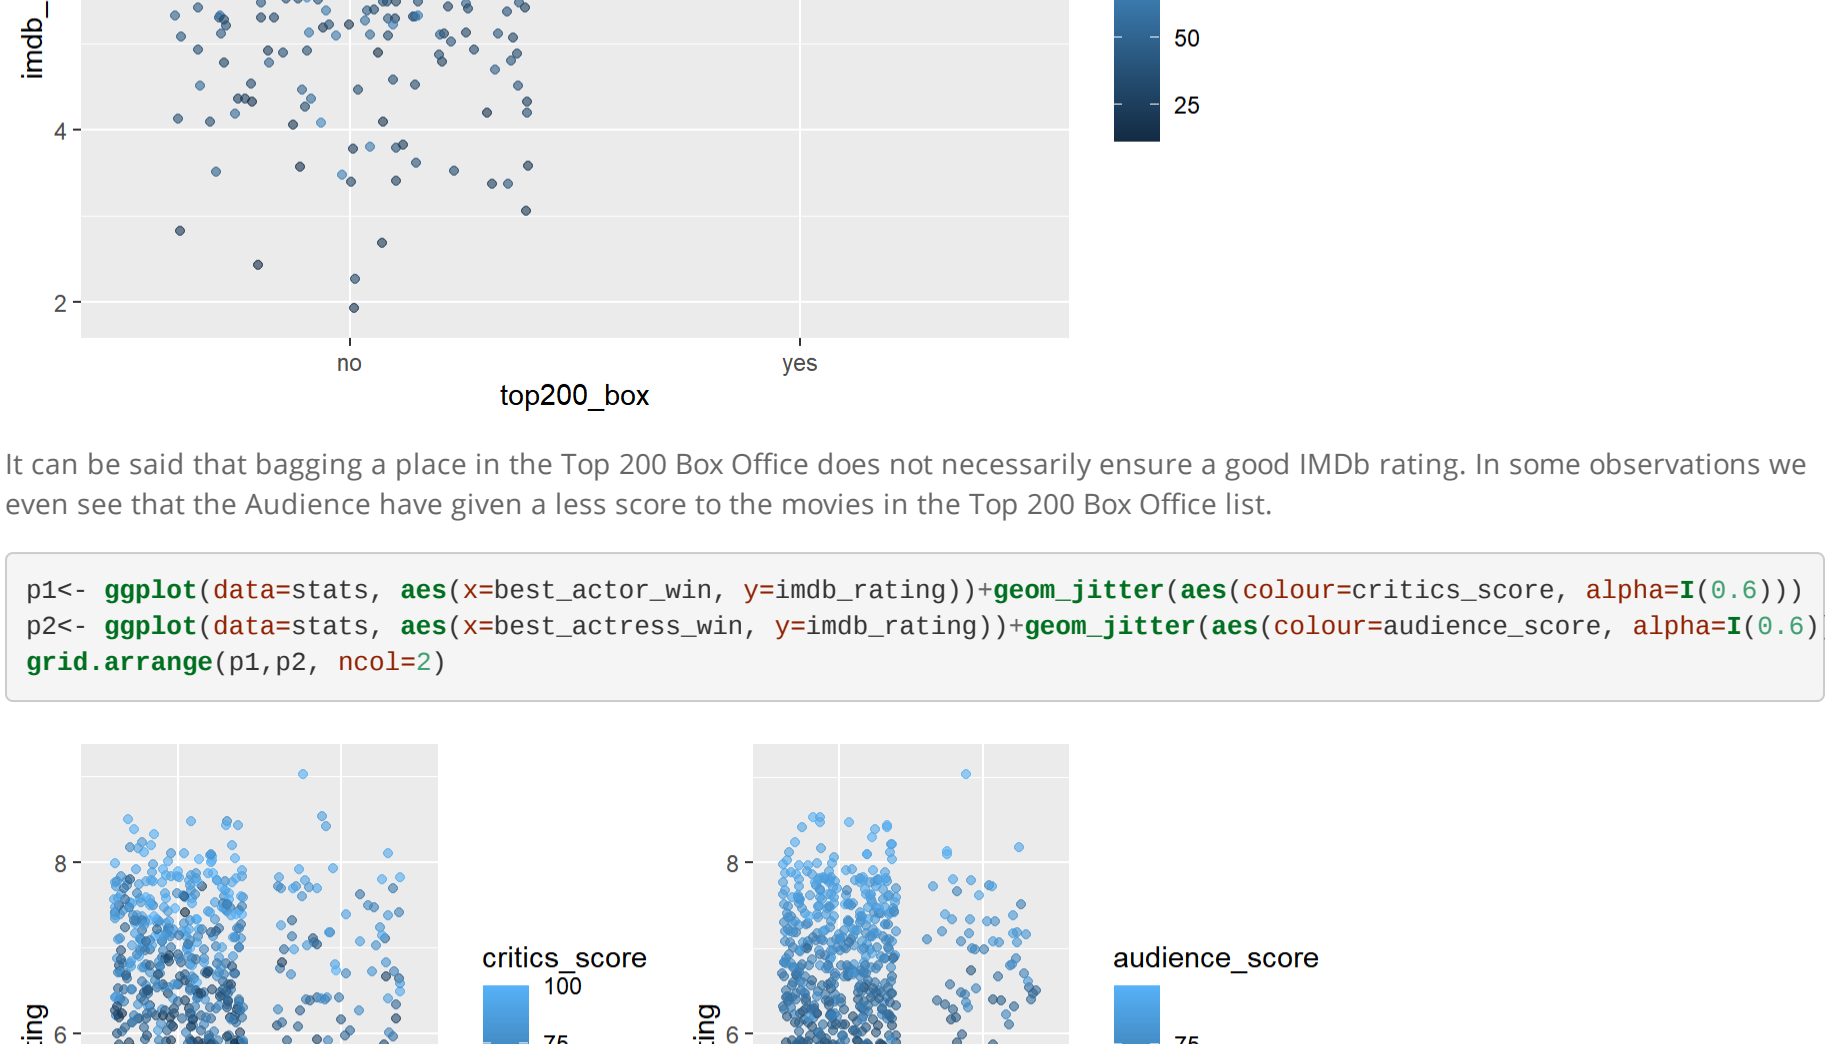 imdb_
50
25
4
2
no
yes
top200_box
It can be said that bagging a place in the Top 200 Box Office does not necessarily ensure a good IMDb rating. In some observations we
even see that the Audience have given a less score to the movies in the Top 200 Box Office list.
p1<- ggplot(data=stats, aes(x=best_actor_win, y=imdb_rating))+geom_jitter(aes(colour=critics_score, alpha=I(0.6)))
p2<- ggplot(data=stats, aes(x=best_actress_win, y=imdb_rating))+geom_jitter(aes(colour=audience_score, alpha=I(0.6)
grid.arrange(p1,p2, ncol=2)
8
6
ting
critics_score
100
75
8
6
ting
audience_score
75